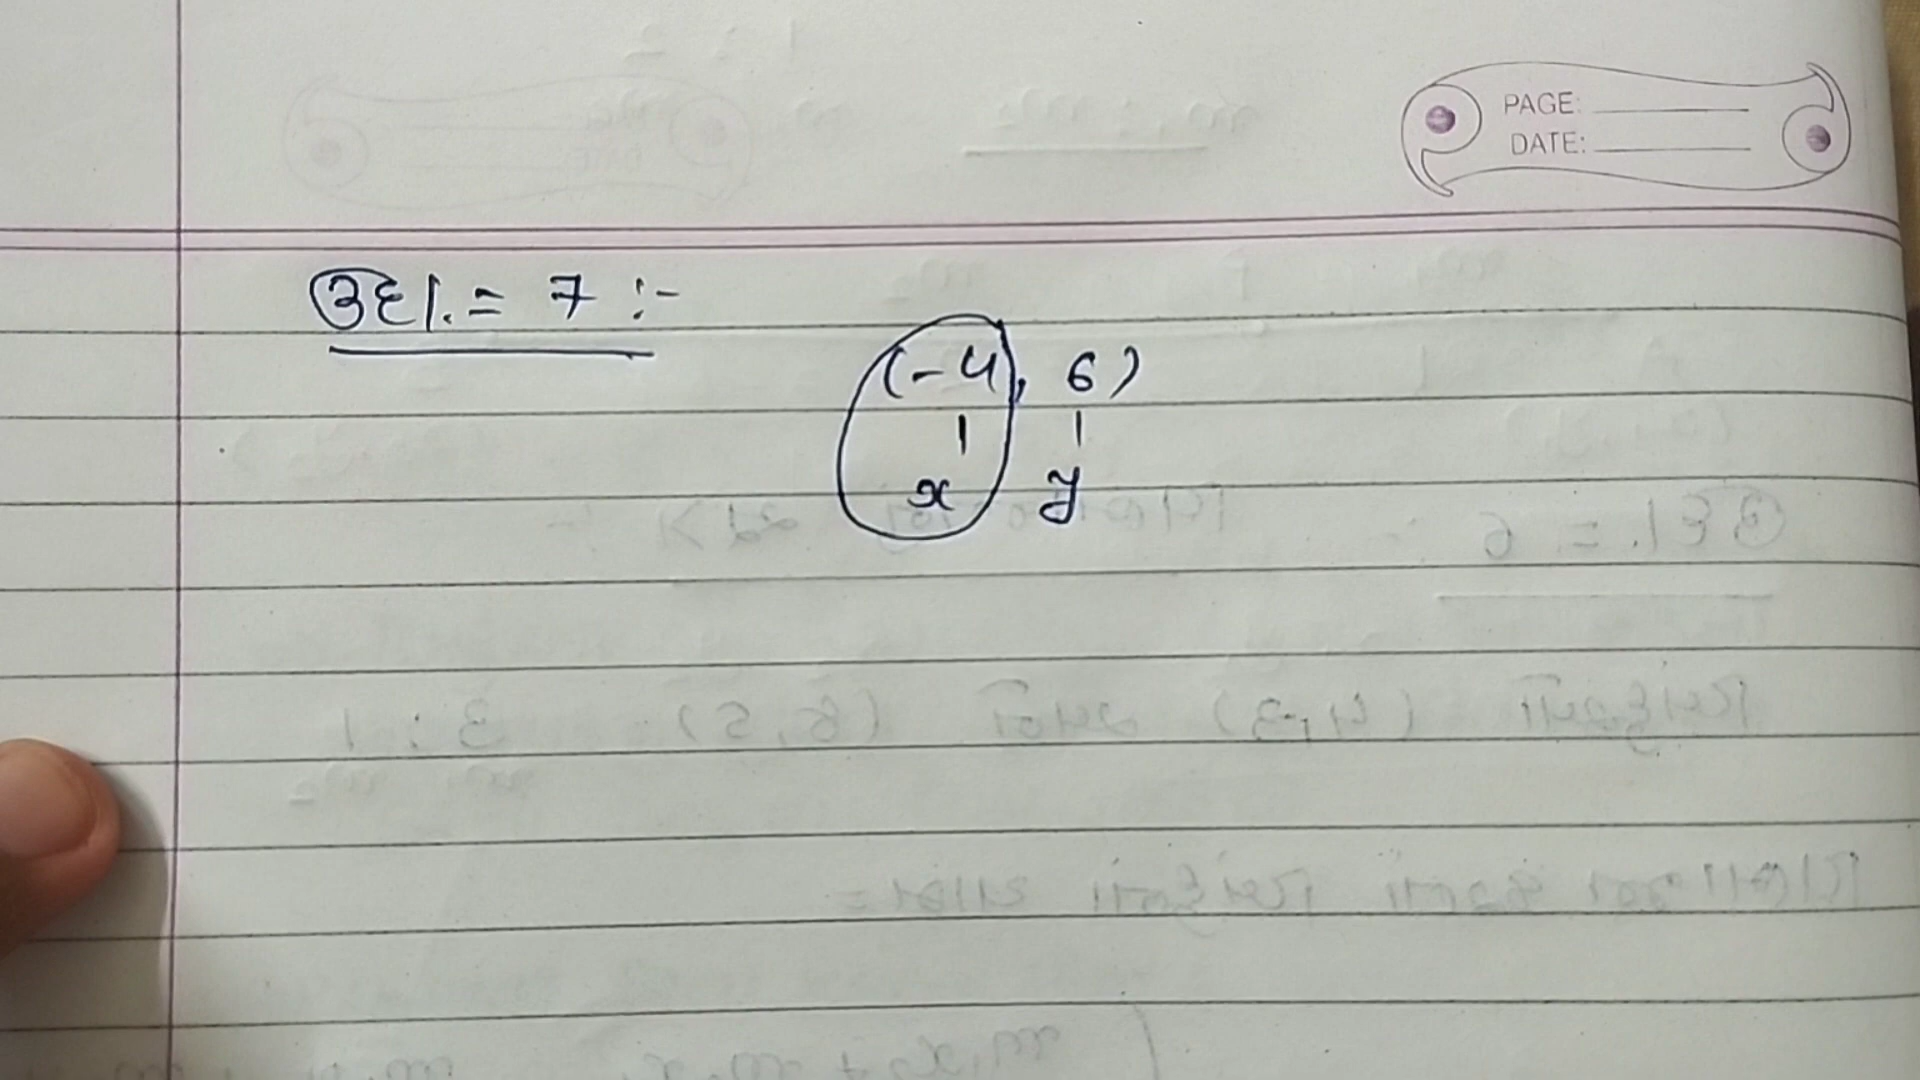 PAGE:
DATE:
ઉદા. = 7 :-
(-4, 6)
x y